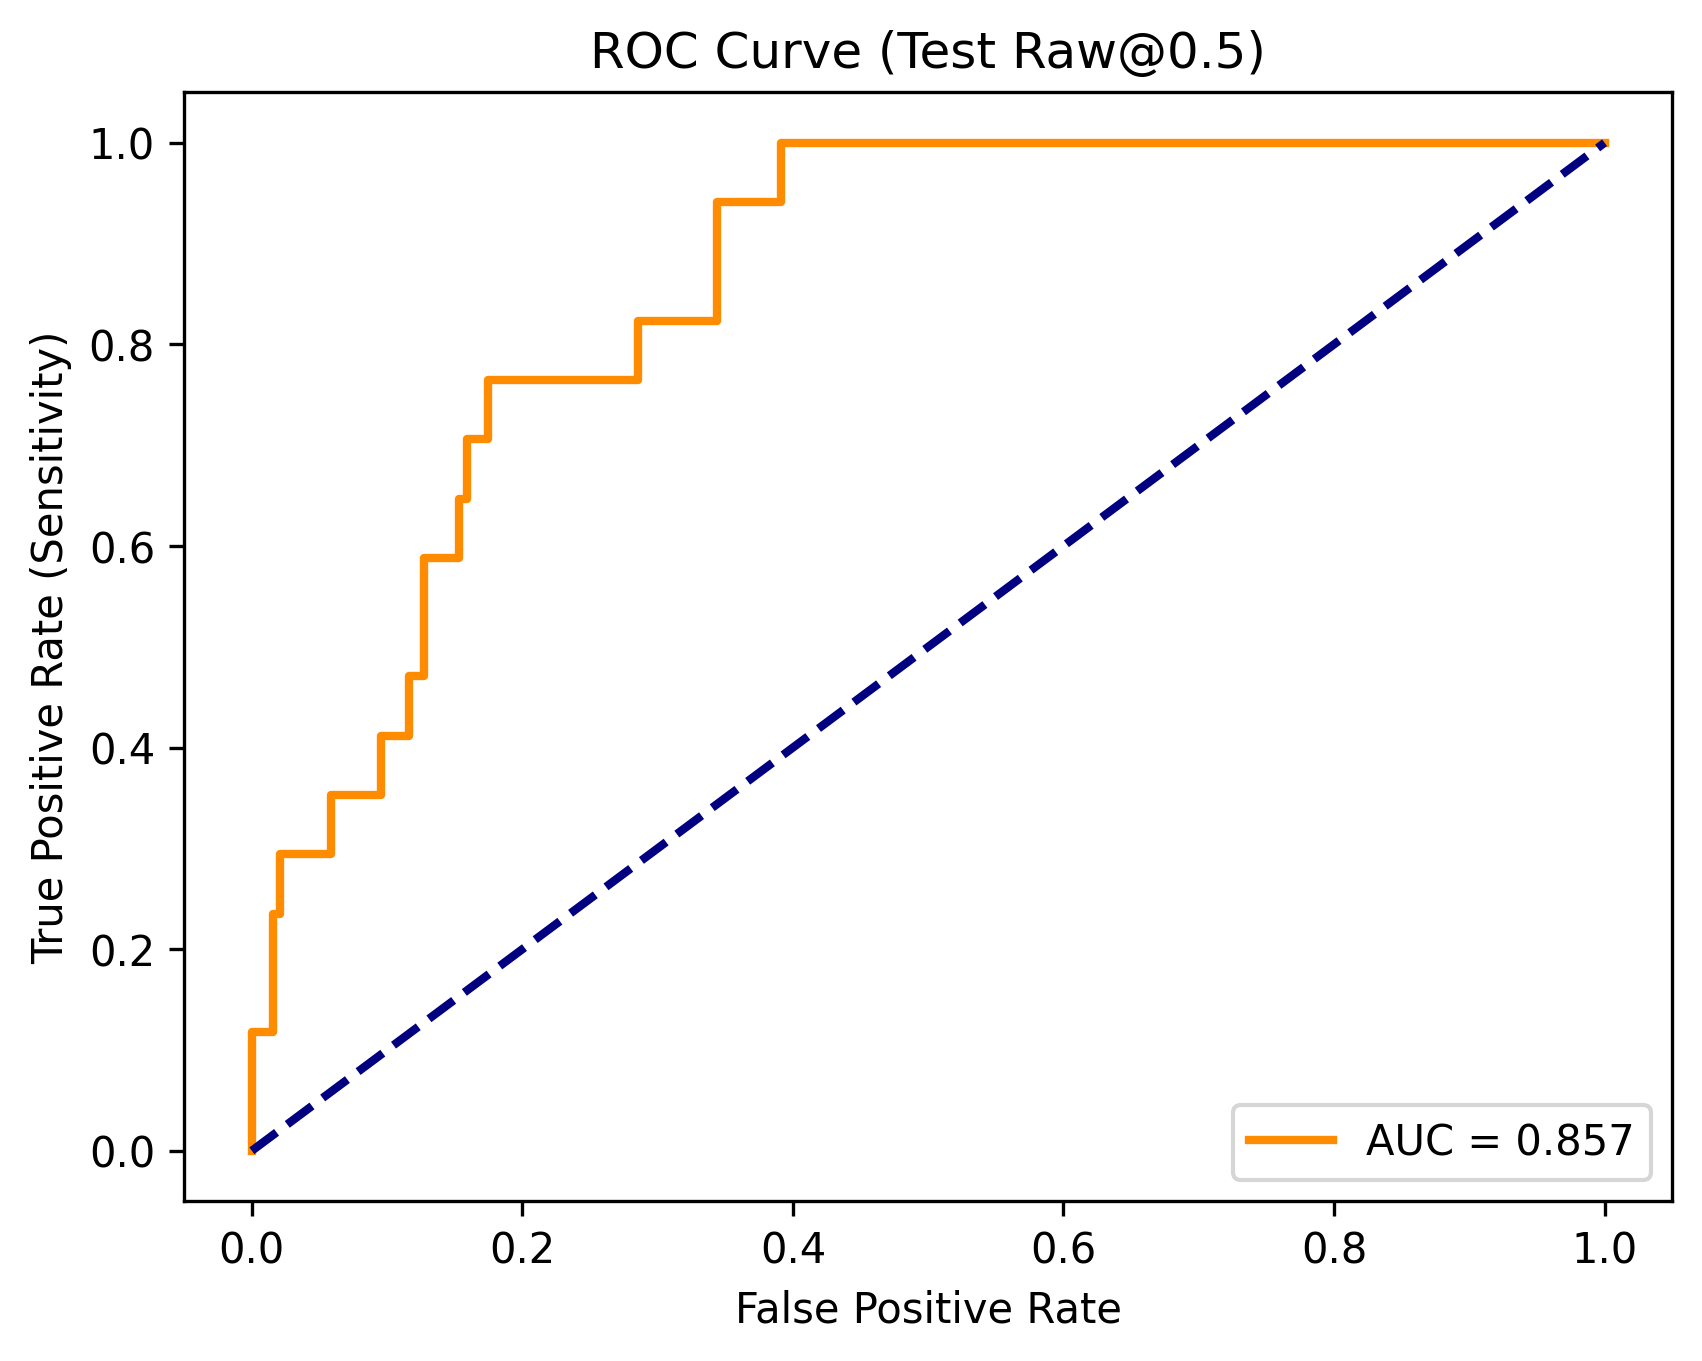 ROC Curve (Test Raw@0.5)
True Positive Rate (Sensitivity)
1.0
0.8
0.6
0.4
0.2
0.0
AUC = 0.857
0.0 0.2 0.4 0.6 0.8 1.0
False Positive Rate